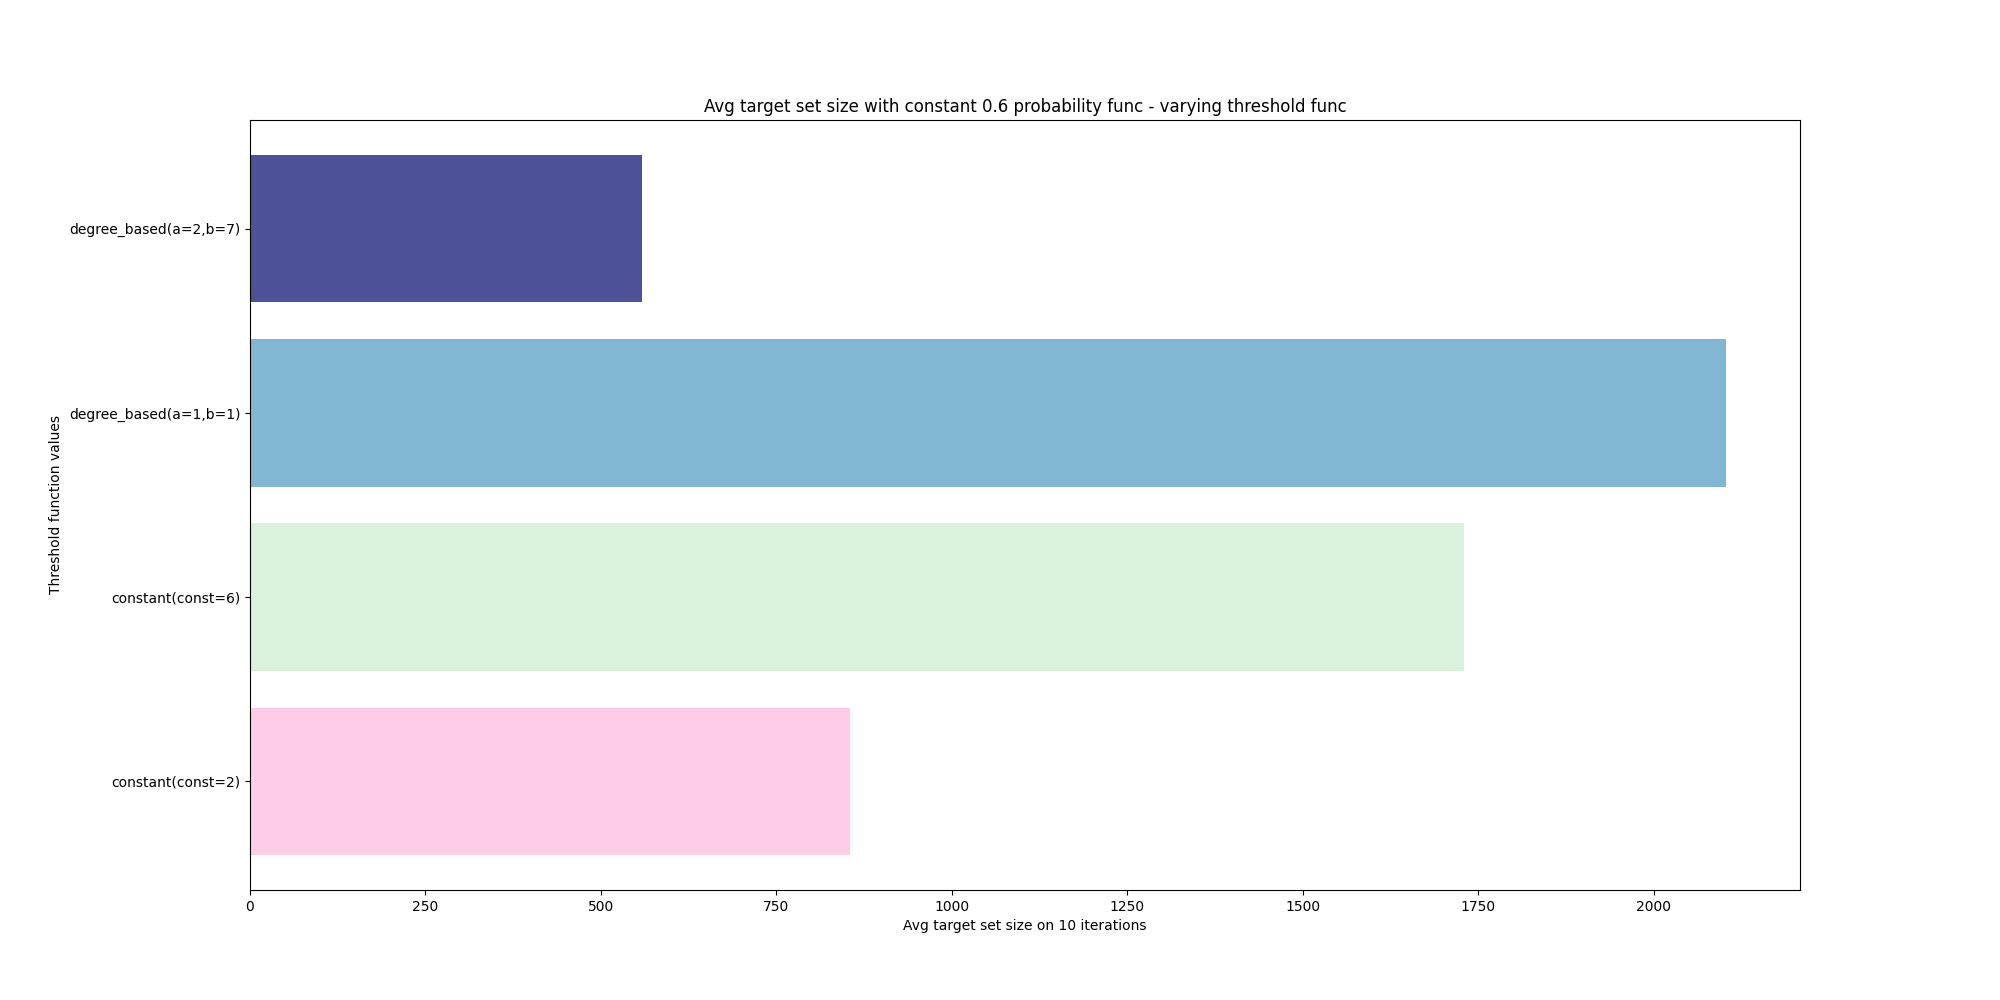 Avg target set size with constant 0.6 probability func - varying threshold func
Threshold function values
degree_based(a=2,b=7)
degree_based(a=1,b=1)
constant(const=6)
constant(const=2)
0 250 500 750 1000 1250 1500 1750 2000
Avg target set size on 10 iterations